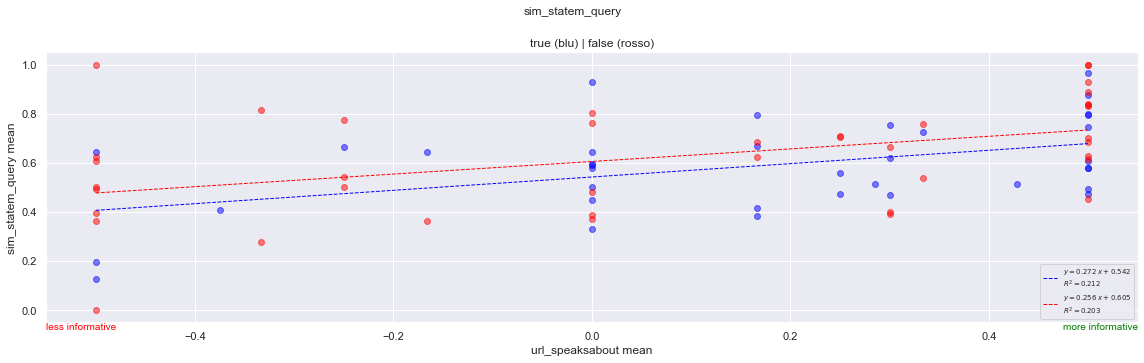 sim_statem_query
true (blu) | false (rosso)
sim_statem_query mean
1.0
0.8
0.6
0.4
0.2
0.0
y = 0.272 x + 0.542
R² = 0.212
y = 0.256 x + 0.605
R² = 0.203
less informative
more informative
−0.4
−0.2
0.0
0.2
0.4
url_speaksabout mean